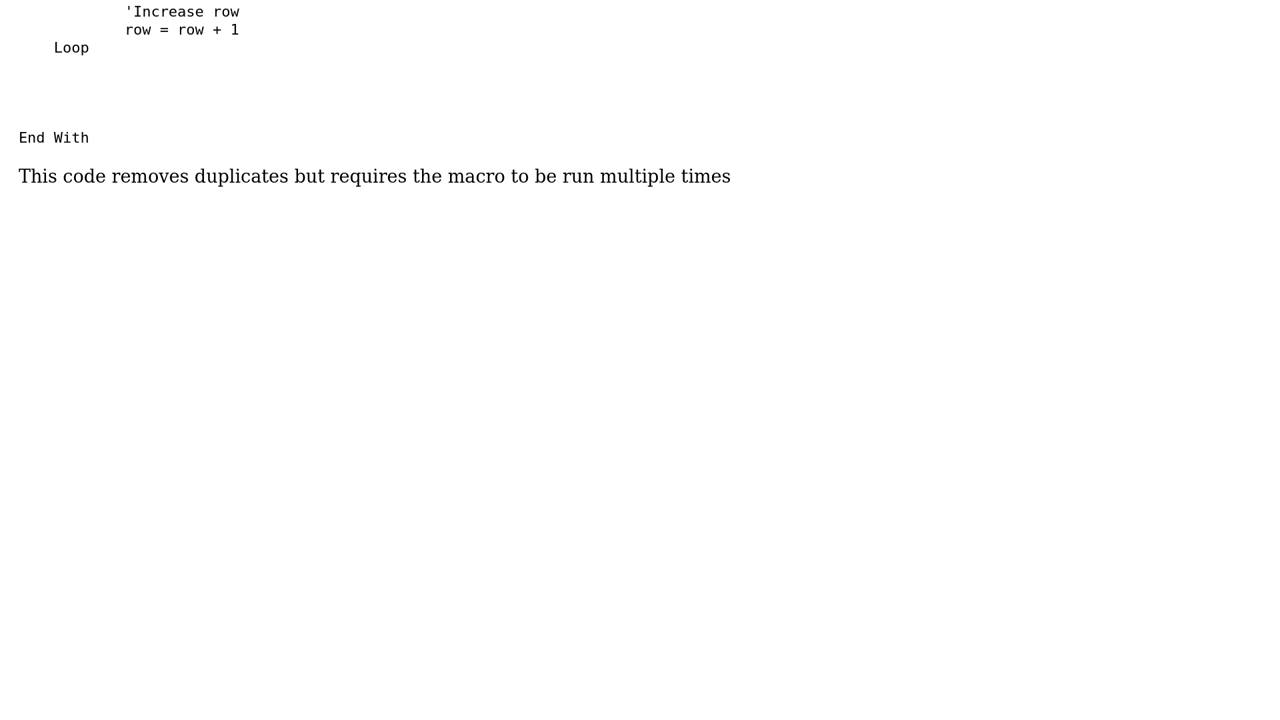 'Increase row
row = row + 1
Loop
End With
This code removes duplicates but requires the macro to be run multiple times